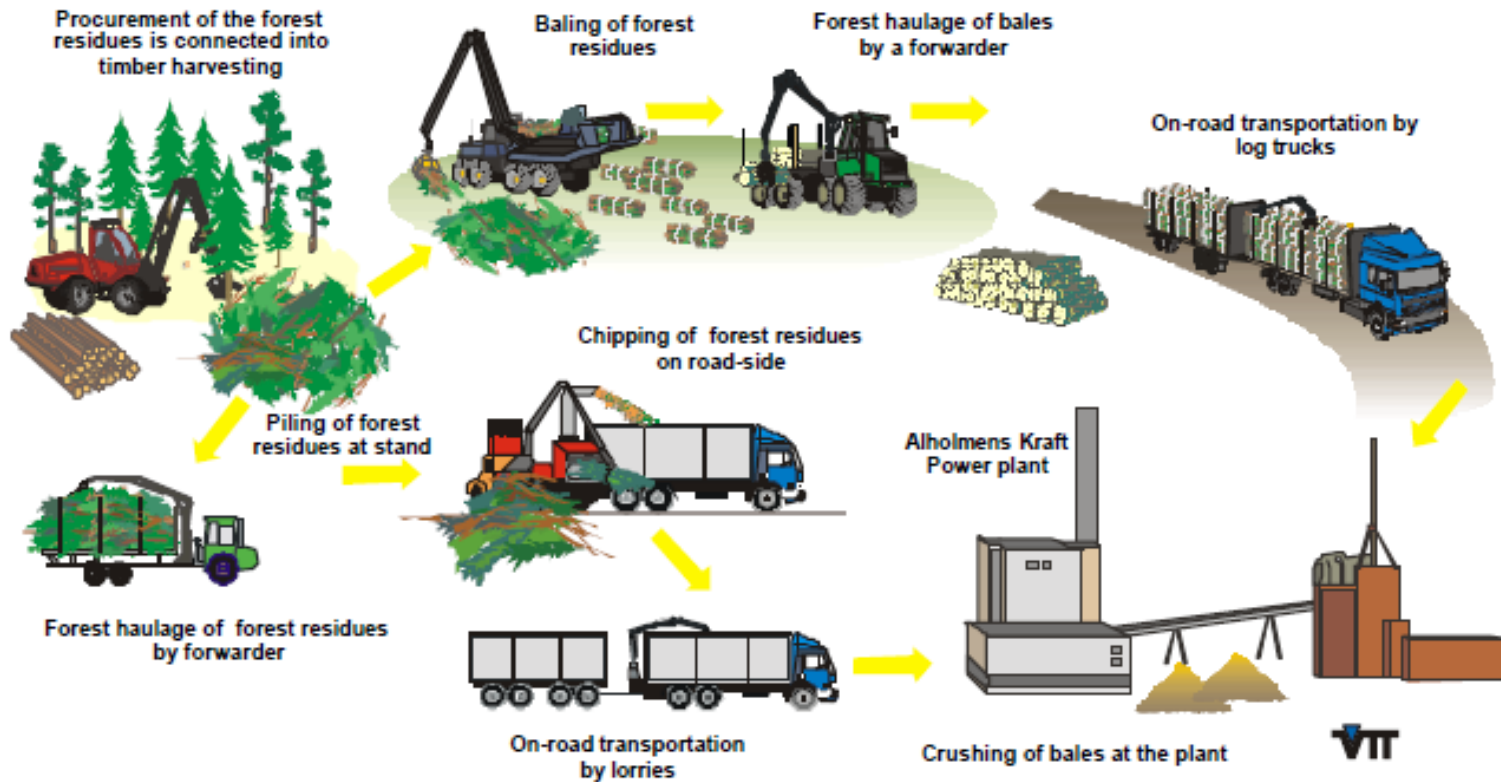 Procurement of the forest
residues is connected into
timber harvesting
Baling of forest
residues
Forest haulage of bales
by a forwarder
On-road transportation by
log trucks
Chipping of forest residues
on road-side
Piling of forest
residues at stand
Alholmens Kraft
Power plant
Forest haulage of forest residues
by forwarder
On-road transportation
by lorries
Crushing of bales at the plant
VTT